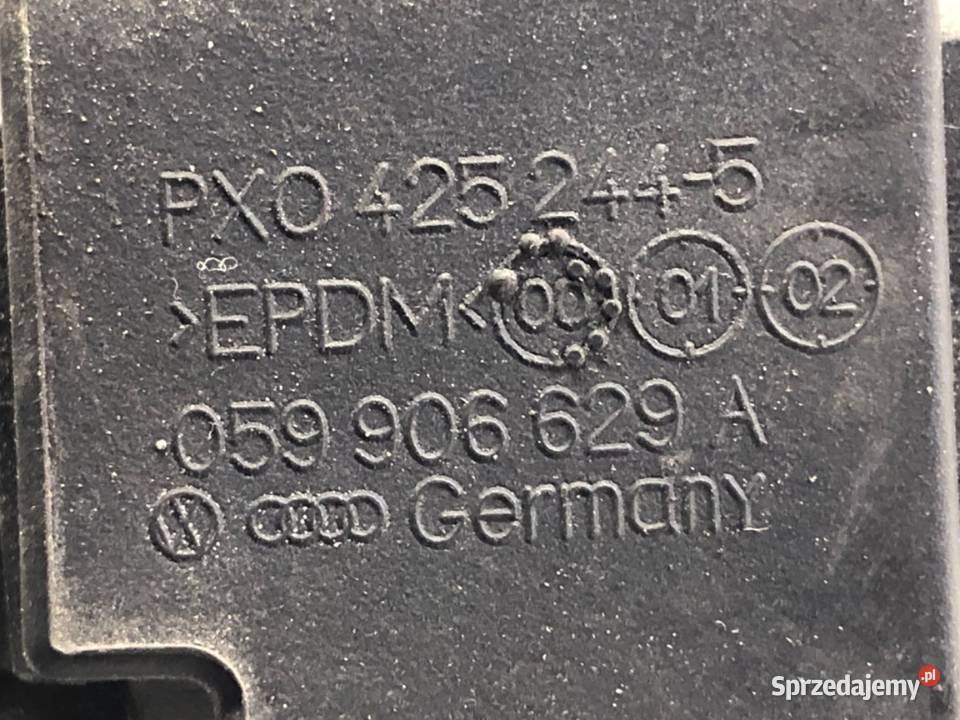 PXO 425 244-5
>EPDM< 00 01 02
059 906 629 A
Germany
Sprzedajemy.pl